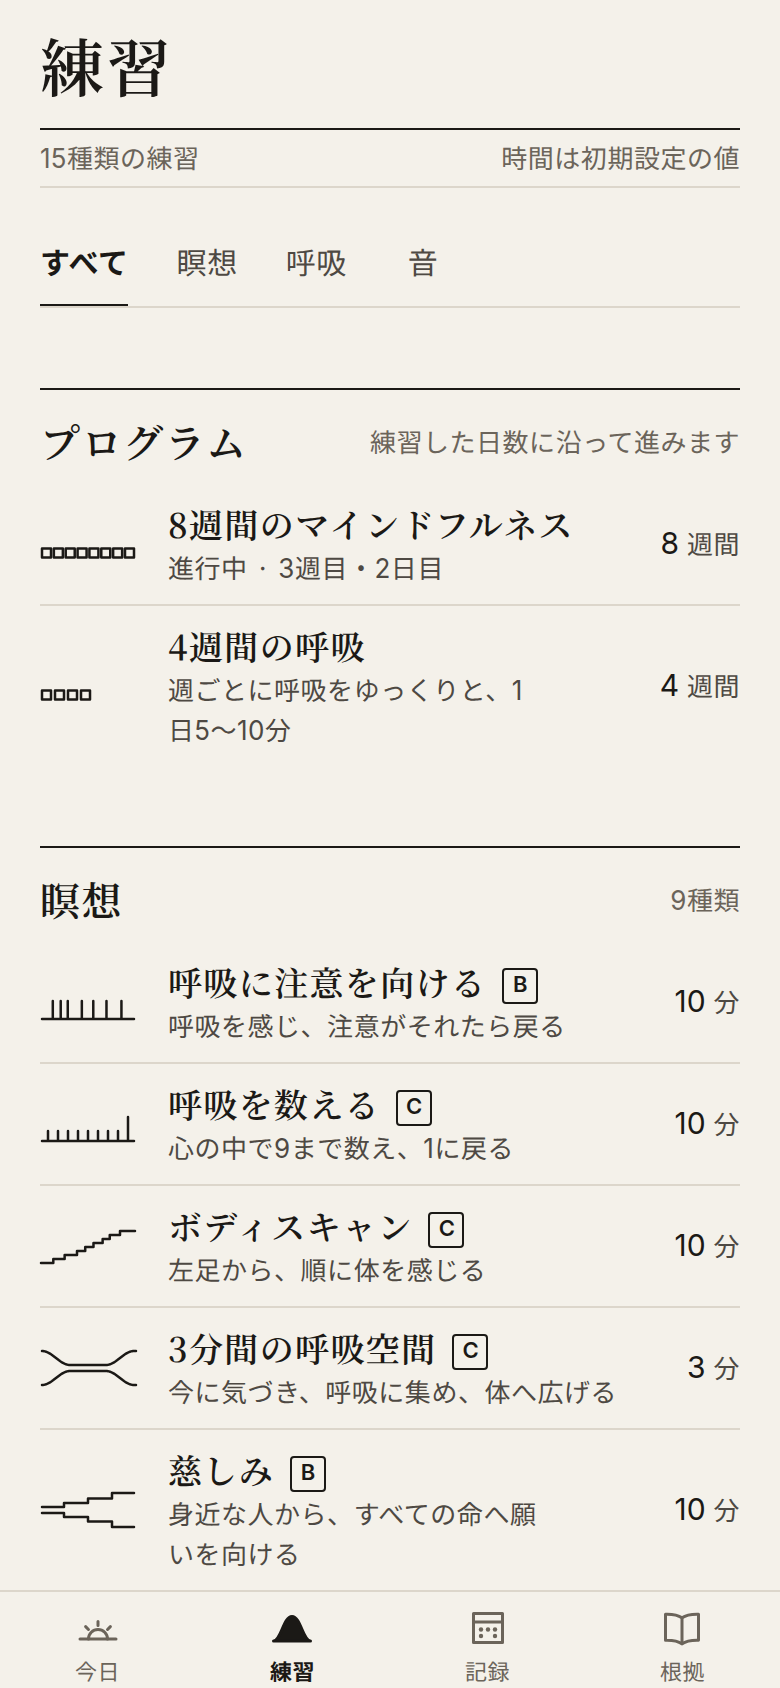 練習
15種類の練習 時間は初期設定の値
すべて 瞑想 呼吸 音
プログラム 練習した日数に沿って進みます
8週間のマインドフルネス
進行中 · 3週目・2日目
8 週間
4週間の呼吸
週ごとに呼吸をゆっくりと、1
日5〜10分
4 週間
瞑想 9種類
呼吸に注意を向ける B
呼吸を感じ、注意がそれたら戻る
10 分
呼吸を数える C
心の中で9まで数え、1に戻る
10 分
ボディスキャン C
左足から、順に体を感じる
10 分
3分間の呼吸空間 C
今に気づき、呼吸に集め、体へ広げる
3 分
慈しみ B
身近な人から、すべての命へ願
いを向ける
10 分
今日 練習 記録 根拠